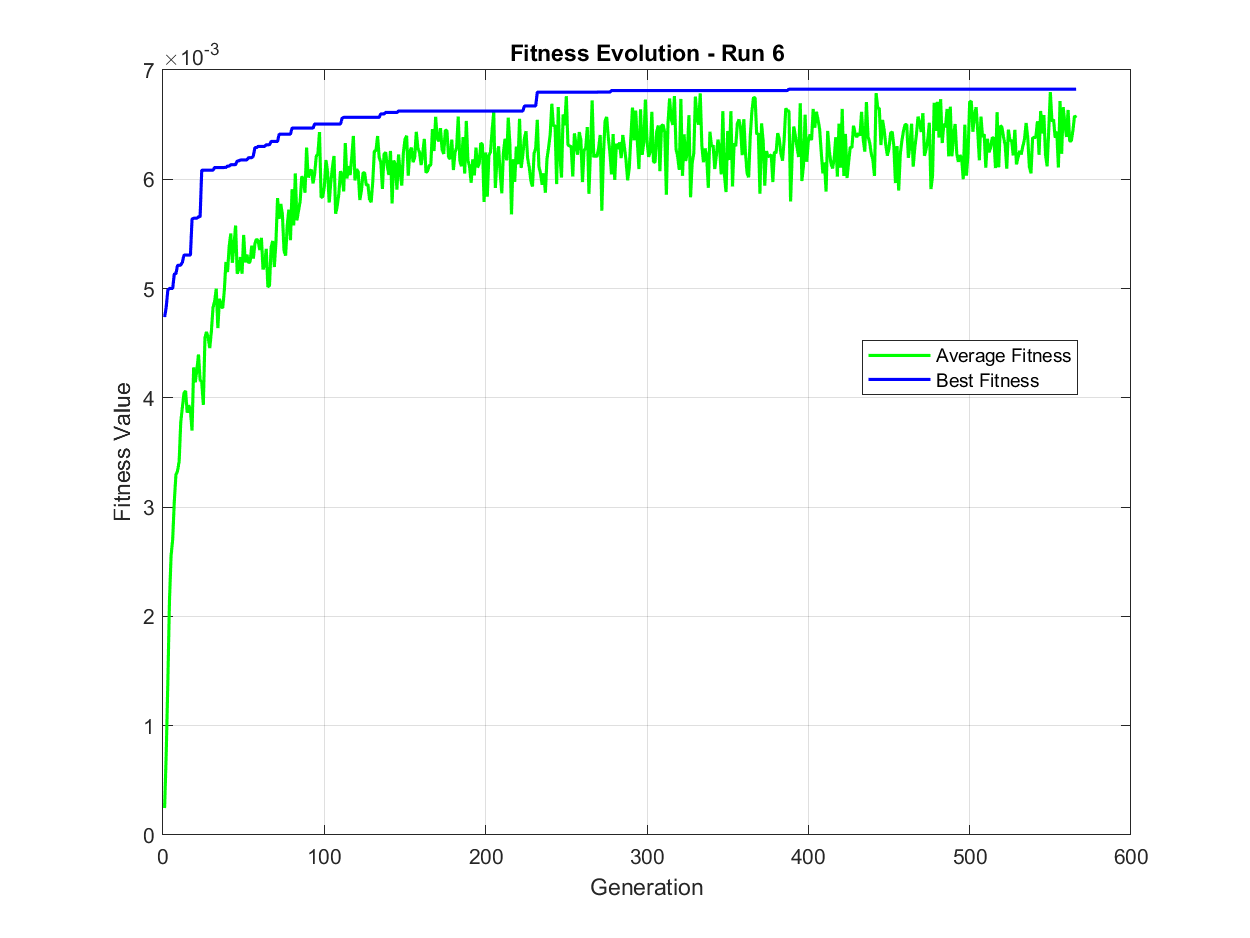 Fitness Evolution - Run 6
×10-3
7
6
5
4
3
2
1
0
Fitness Value
Average Fitness
Best Fitness
0 100 200 300 400 500 600
Generation